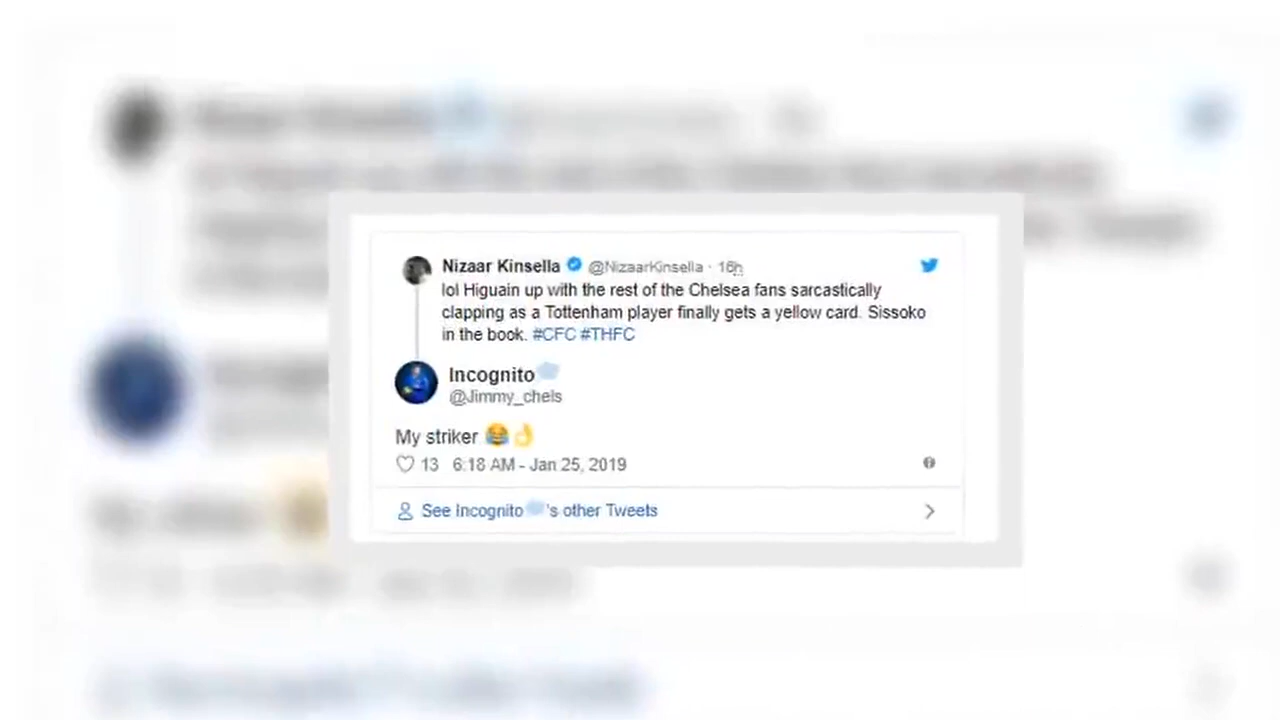 Nizaar Kinsella @NizaarKinsella · 16h
lol Higuain up with the rest of the Chelsea fans sarcastically
clapping as a Tottenham player finally gets a yellow card. Sissoko
in the book. #CFC #THFC
Incognito
@Jimmy_chels
My striker 😂👌
13 6:18 AM - Jan 25, 2019
See Incognito's other Tweets